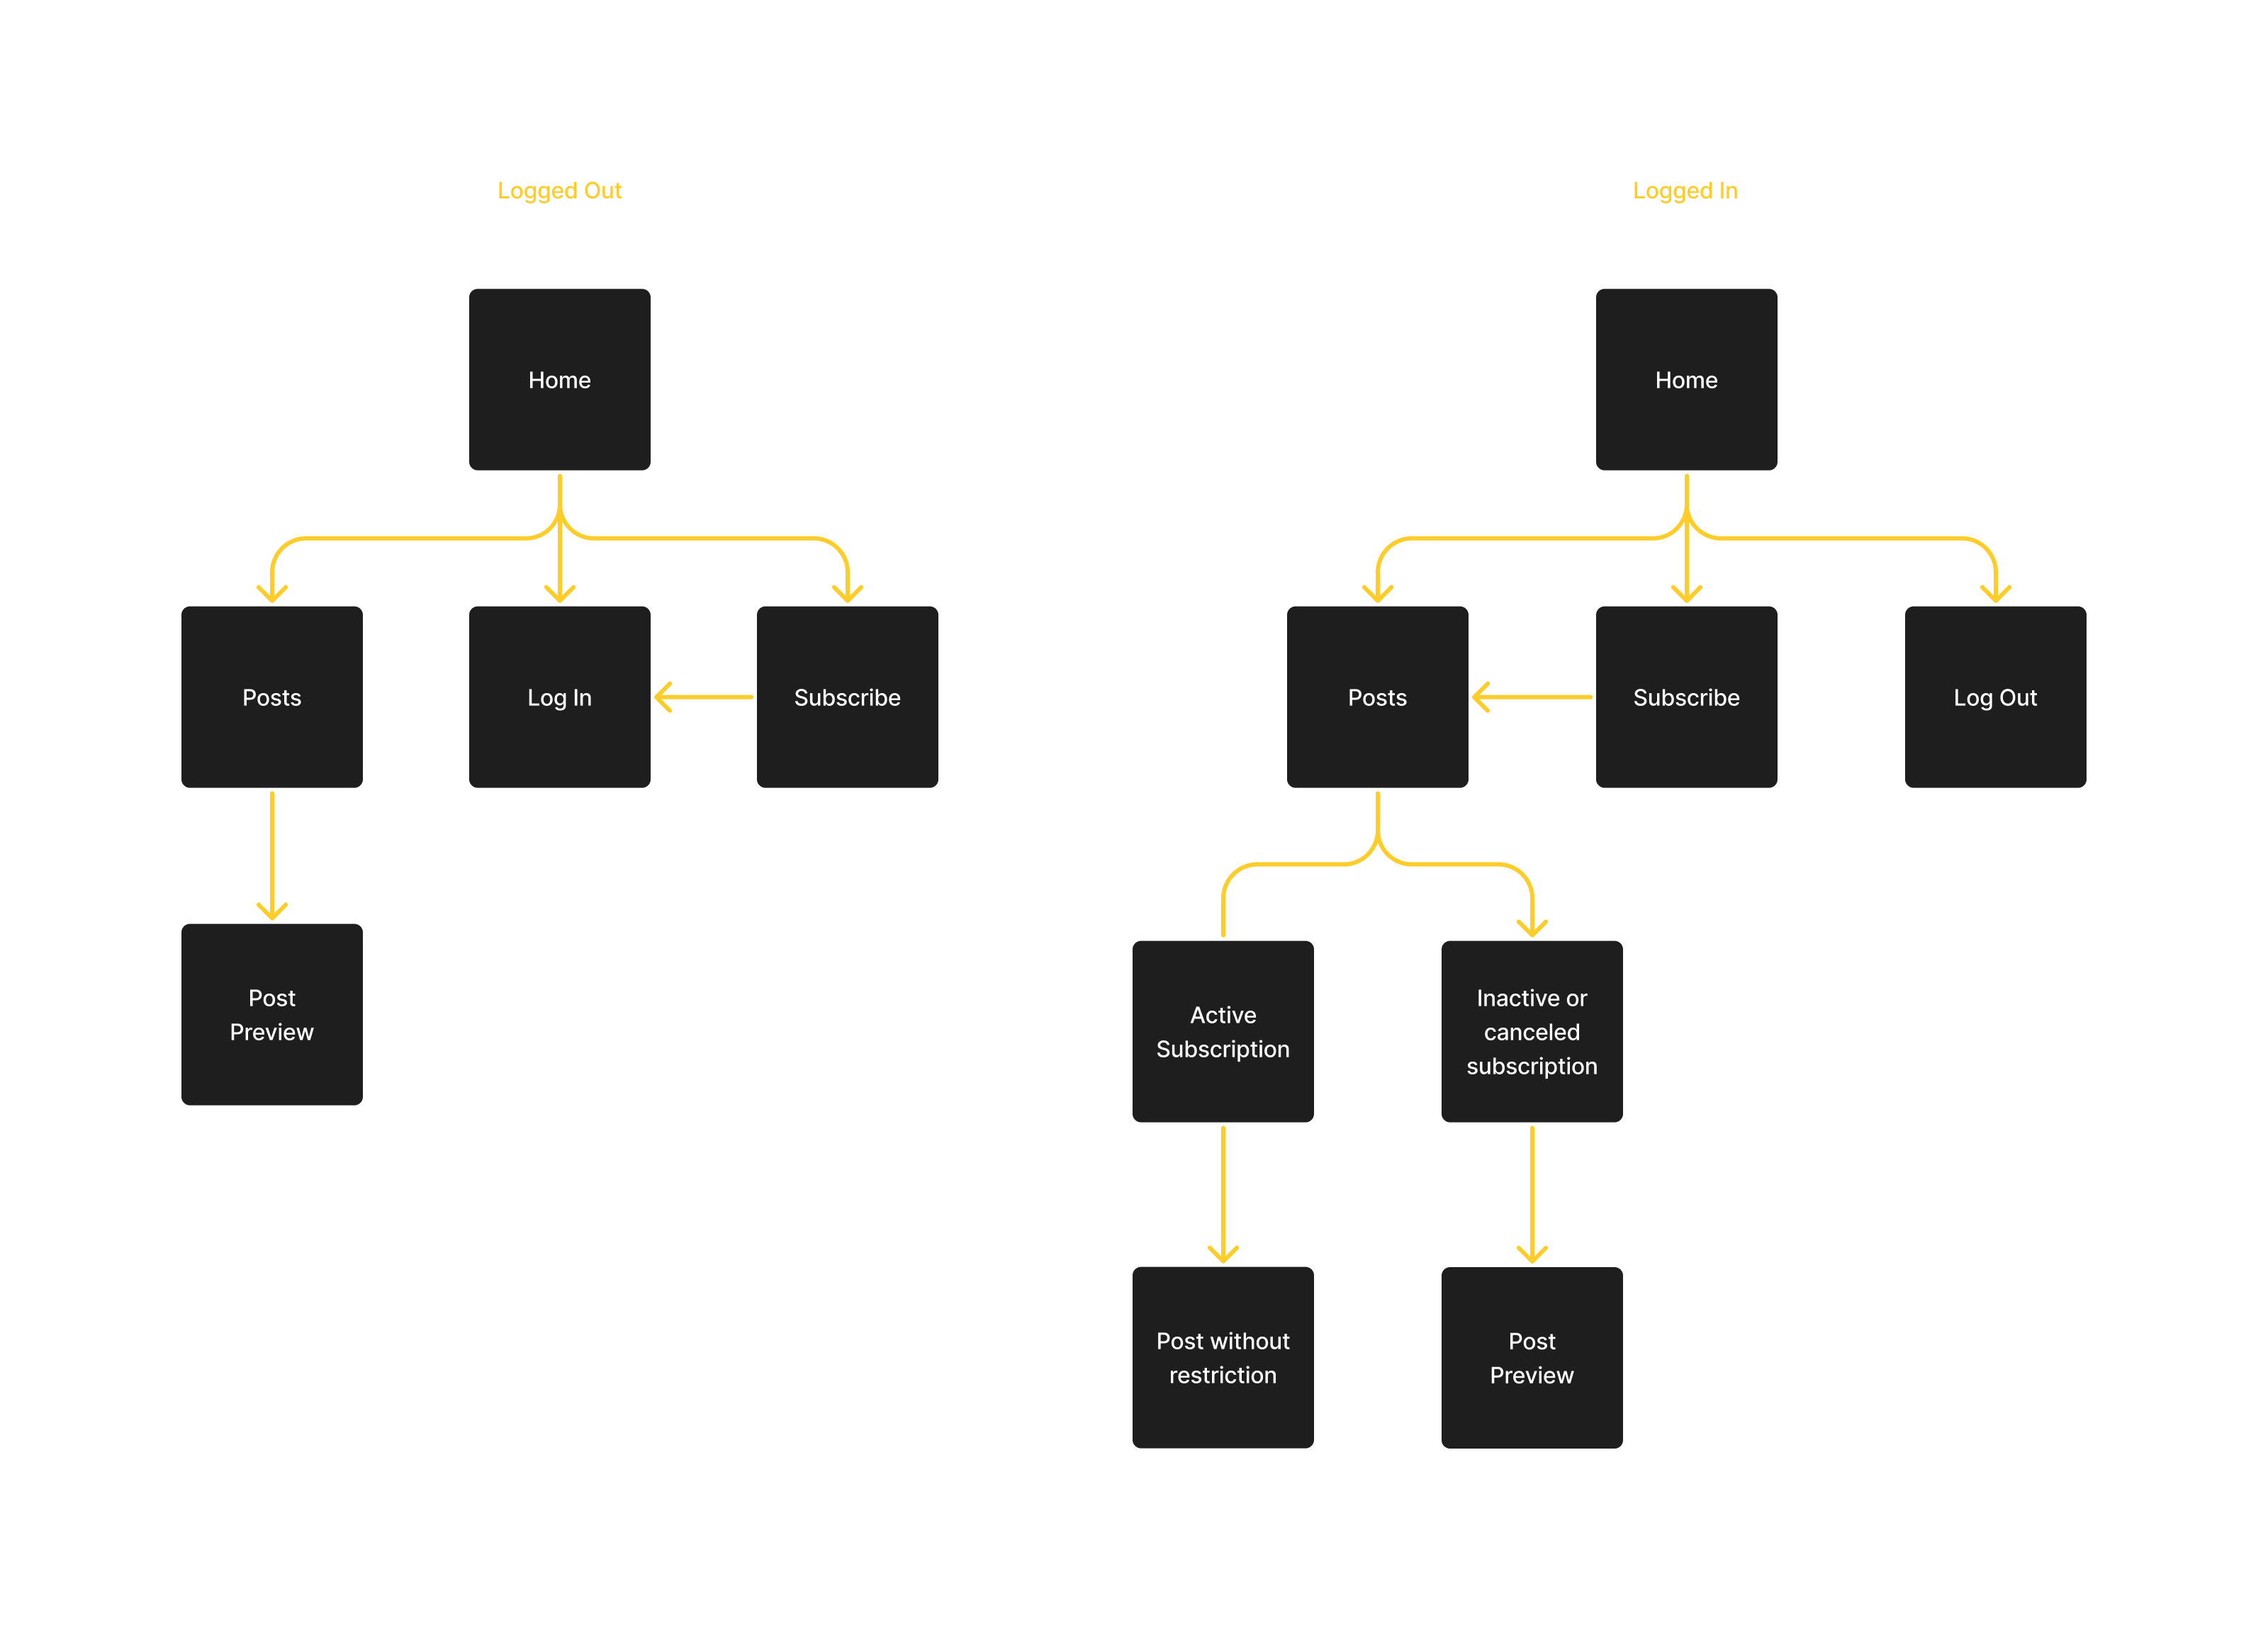 Logged Out
Home
Posts
Log In
Subscribe
Post
Preview
Logged In
Home
Posts
Subscribe
Log Out
Active
Subscription
Inactive or
canceled
subscription
Post without
restriction
Post
Preview